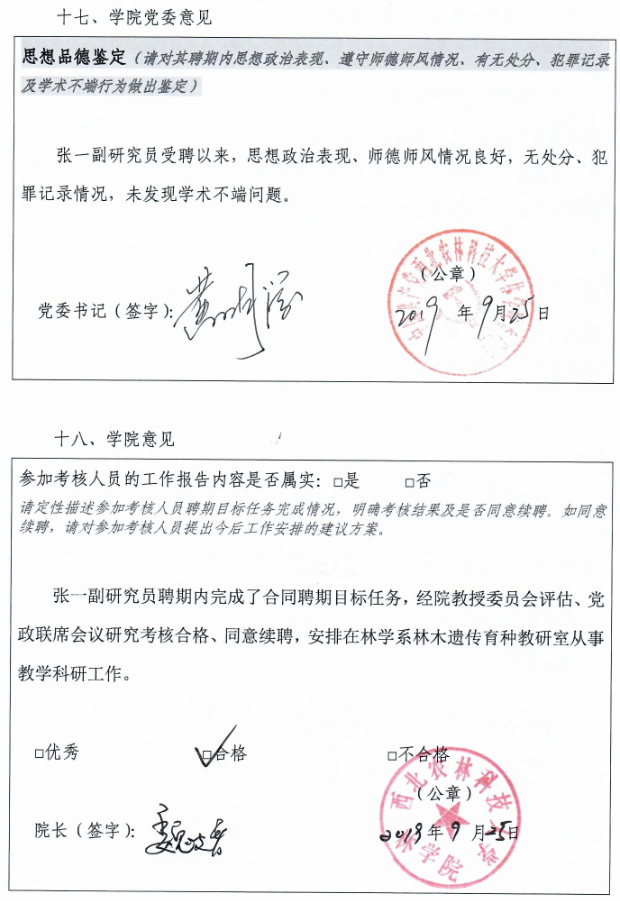 十七、学院党委意见
思想品德鉴定（请对其聘期内思想政治表现、遵守师德师风情况、有无处分、犯罪记录
及学术不端行为做出鉴定）
张一副研究员受聘以来，思想政治表现、师德师风情况良好，无处分、犯
罪记录情况，未发现学术不端问题。
（公章）
党委书记（签字）：
2019 年 9月25日
十八、学院意见
参加考核人员的工作报告内容是否属实：□是 □否
请定性描述参加考核人员聘期目标任务完成情况，明确考核结果及是否同意续聘。如同意
续聘，请对参加考核人员提出今后工作安排的建议方案。
张一副研究员聘期内完成了合同聘期目标任务，经院教授委员会评估、党
政联席会议研究考核合格、同意续聘，安排在林学系林木遗传育种教研室从事
教学科研工作。
□优秀 ☑合格 □不合格
西北农林科技大学
林学院
（公章）
院长（签字）：
2019年 9 月25日